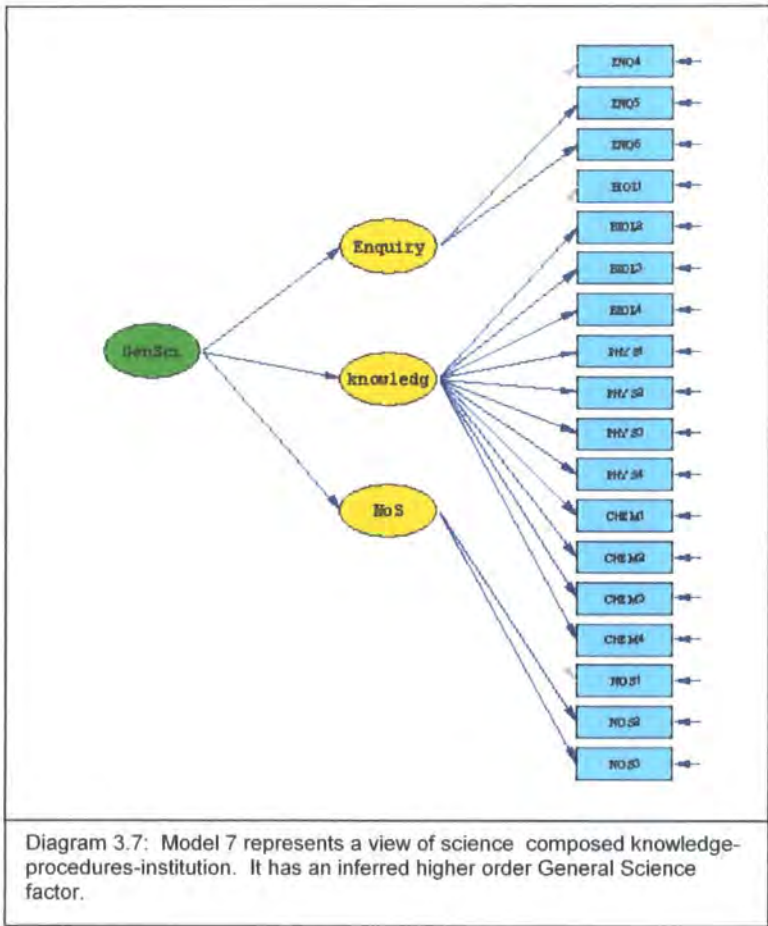 ENQ4
ENQ5
ENQ6
BIOL1
BIOL2
BIOL3
BIOL4
PHYS1
PHYS2
PHYS3
PHYS4
CHEM1
CHEM2
CHEM3
CHEM4
NOS1
NOS2
NOS3
Enquiry
GenSci
knowledg
NoS
Diagram 3.7: Model 7 represents a view of science composed knowledge-
procedures-institution. It has an inferred higher order General Science
factor.